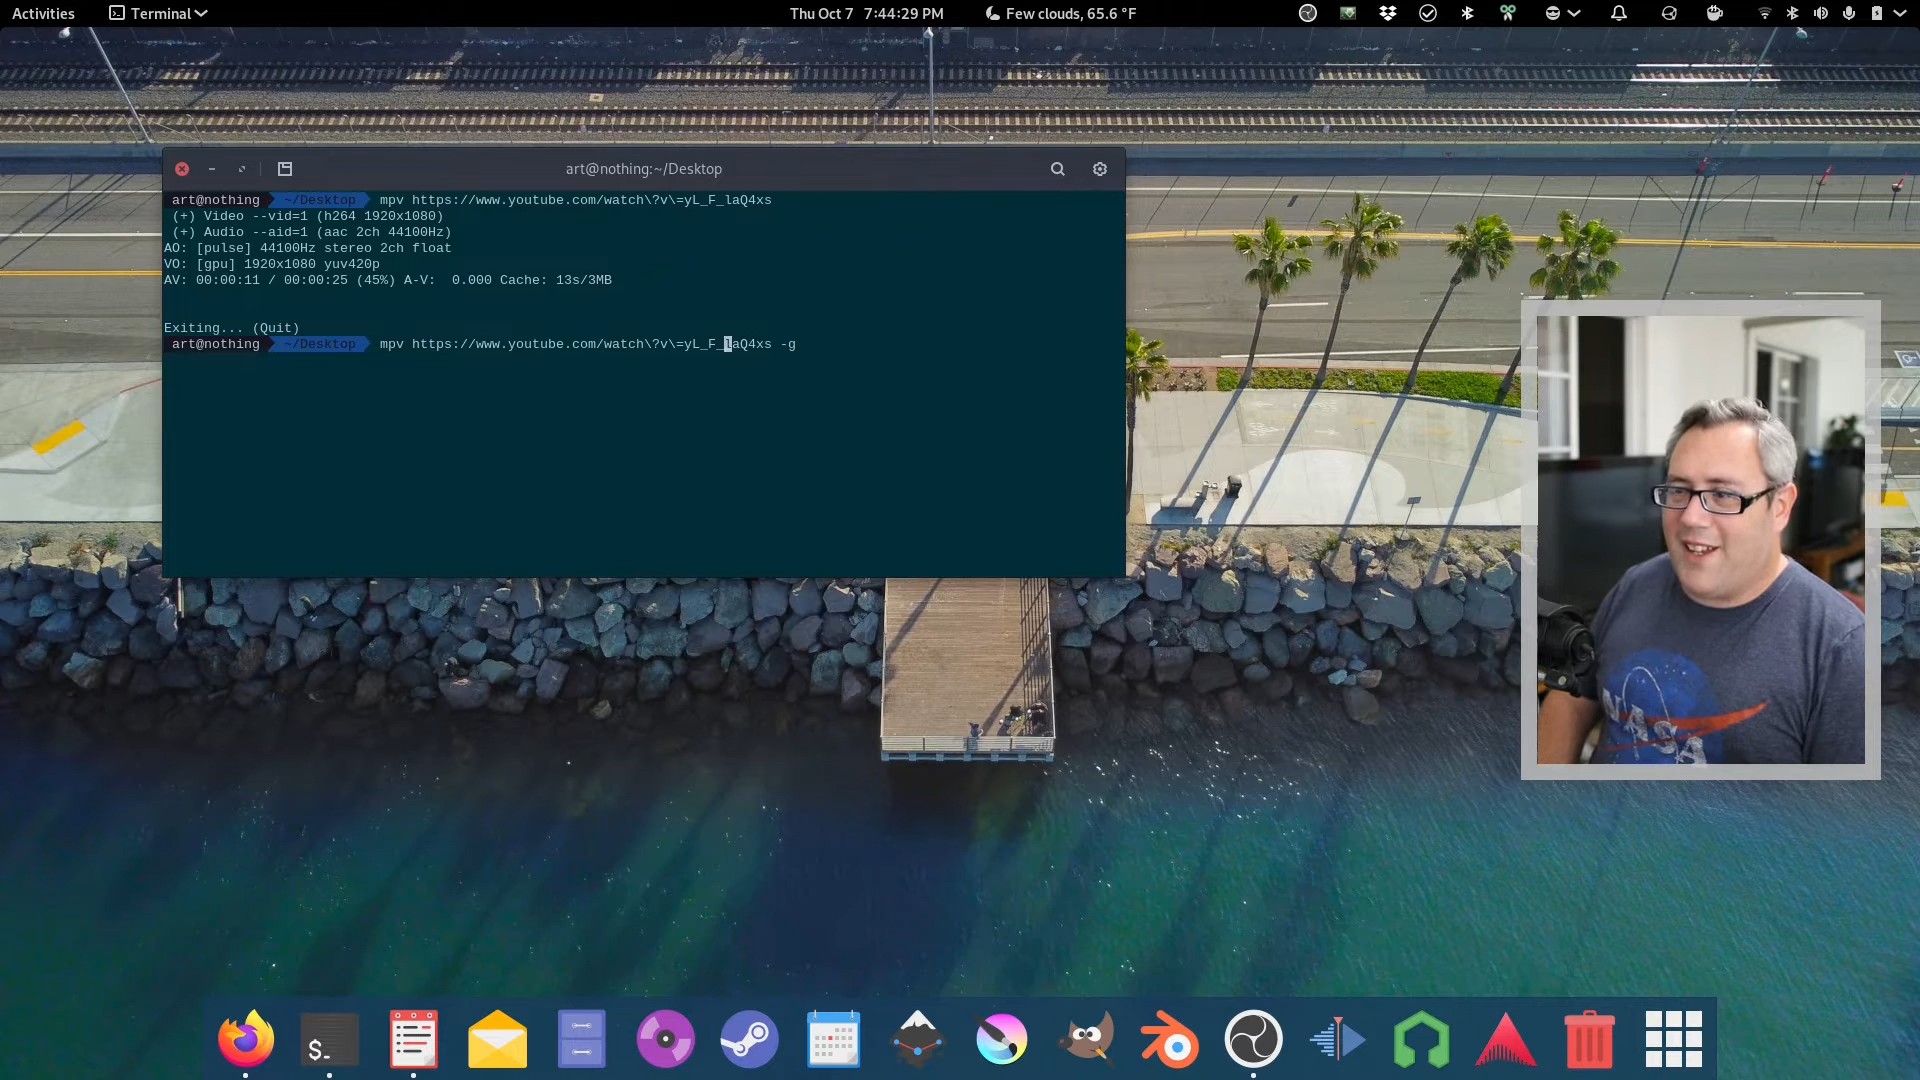 Activities
Terminal
Thu Oct 7 7:44:29 PM
Few clouds, 65.6 °F
art@nothing:~/Desktop
art@nothing ~/Desktop mpv https://www.youtube.com/watch\?v\=yL_F_laQ4xs
(+) Video --vid=1 (h264 1920x1080)
(+) Audio --aid=1 (aac 2ch 44100Hz)
AO: [pulse] 44100Hz stereo 2ch float
VO: [gpu] 1920x1080 yuv420p
AV: 00:00:11 / 00:00:25 (45%) A-V: 0.000 Cache: 13s/3MB
Exiting... (Quit)
art@nothing ~/Desktop mpv https://www.youtube.com/watch\?v\=yL_F_laQ4xs -g
NASA
$_